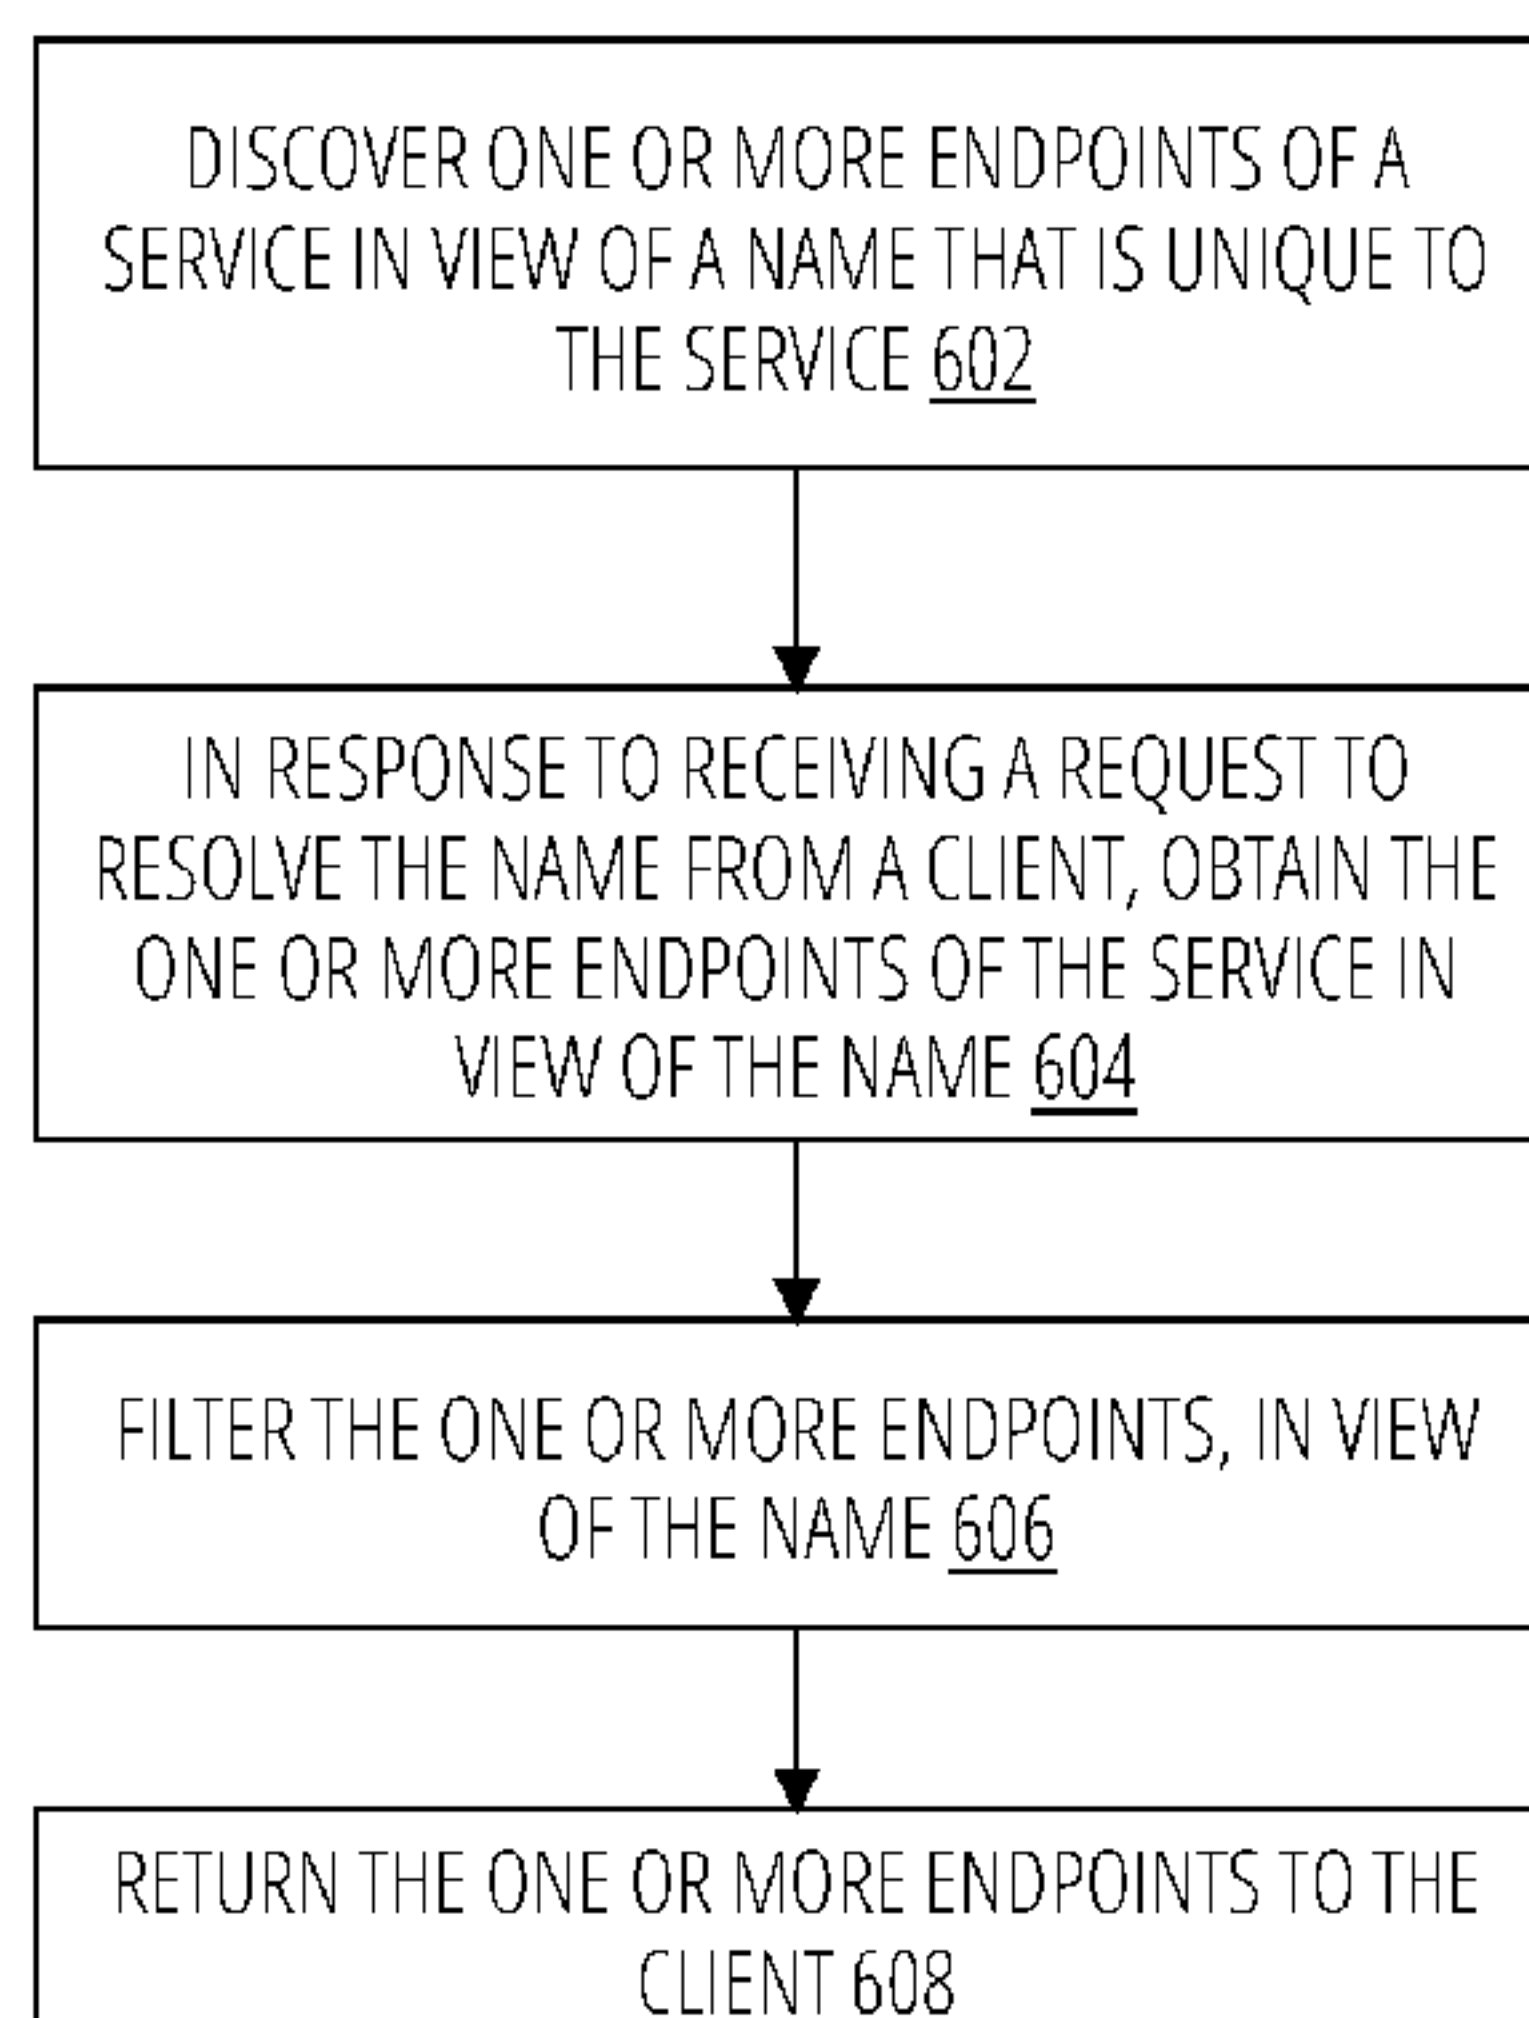 DISCOVER ONE OR MORE ENDPOINTS OF A
SERVICE IN VIEW OF A NAME THAT IS UNIQUE TO
THE SERVICE 602
IN RESPONSE TO RECEIVING A REQUEST TO
RESOLVE THE NAME FROM A CLIENT, OBTAIN THE
ONE OR MORE ENDPOINTS OF THE SERVICE IN
VIEW OF THE NAME 604
FILTER THE ONE OR MORE ENDPOINTS, IN VIEW
OF THE NAME 606
RETURN THE ONE OR MORE ENDPOINTS TO THE
CLIENT 608